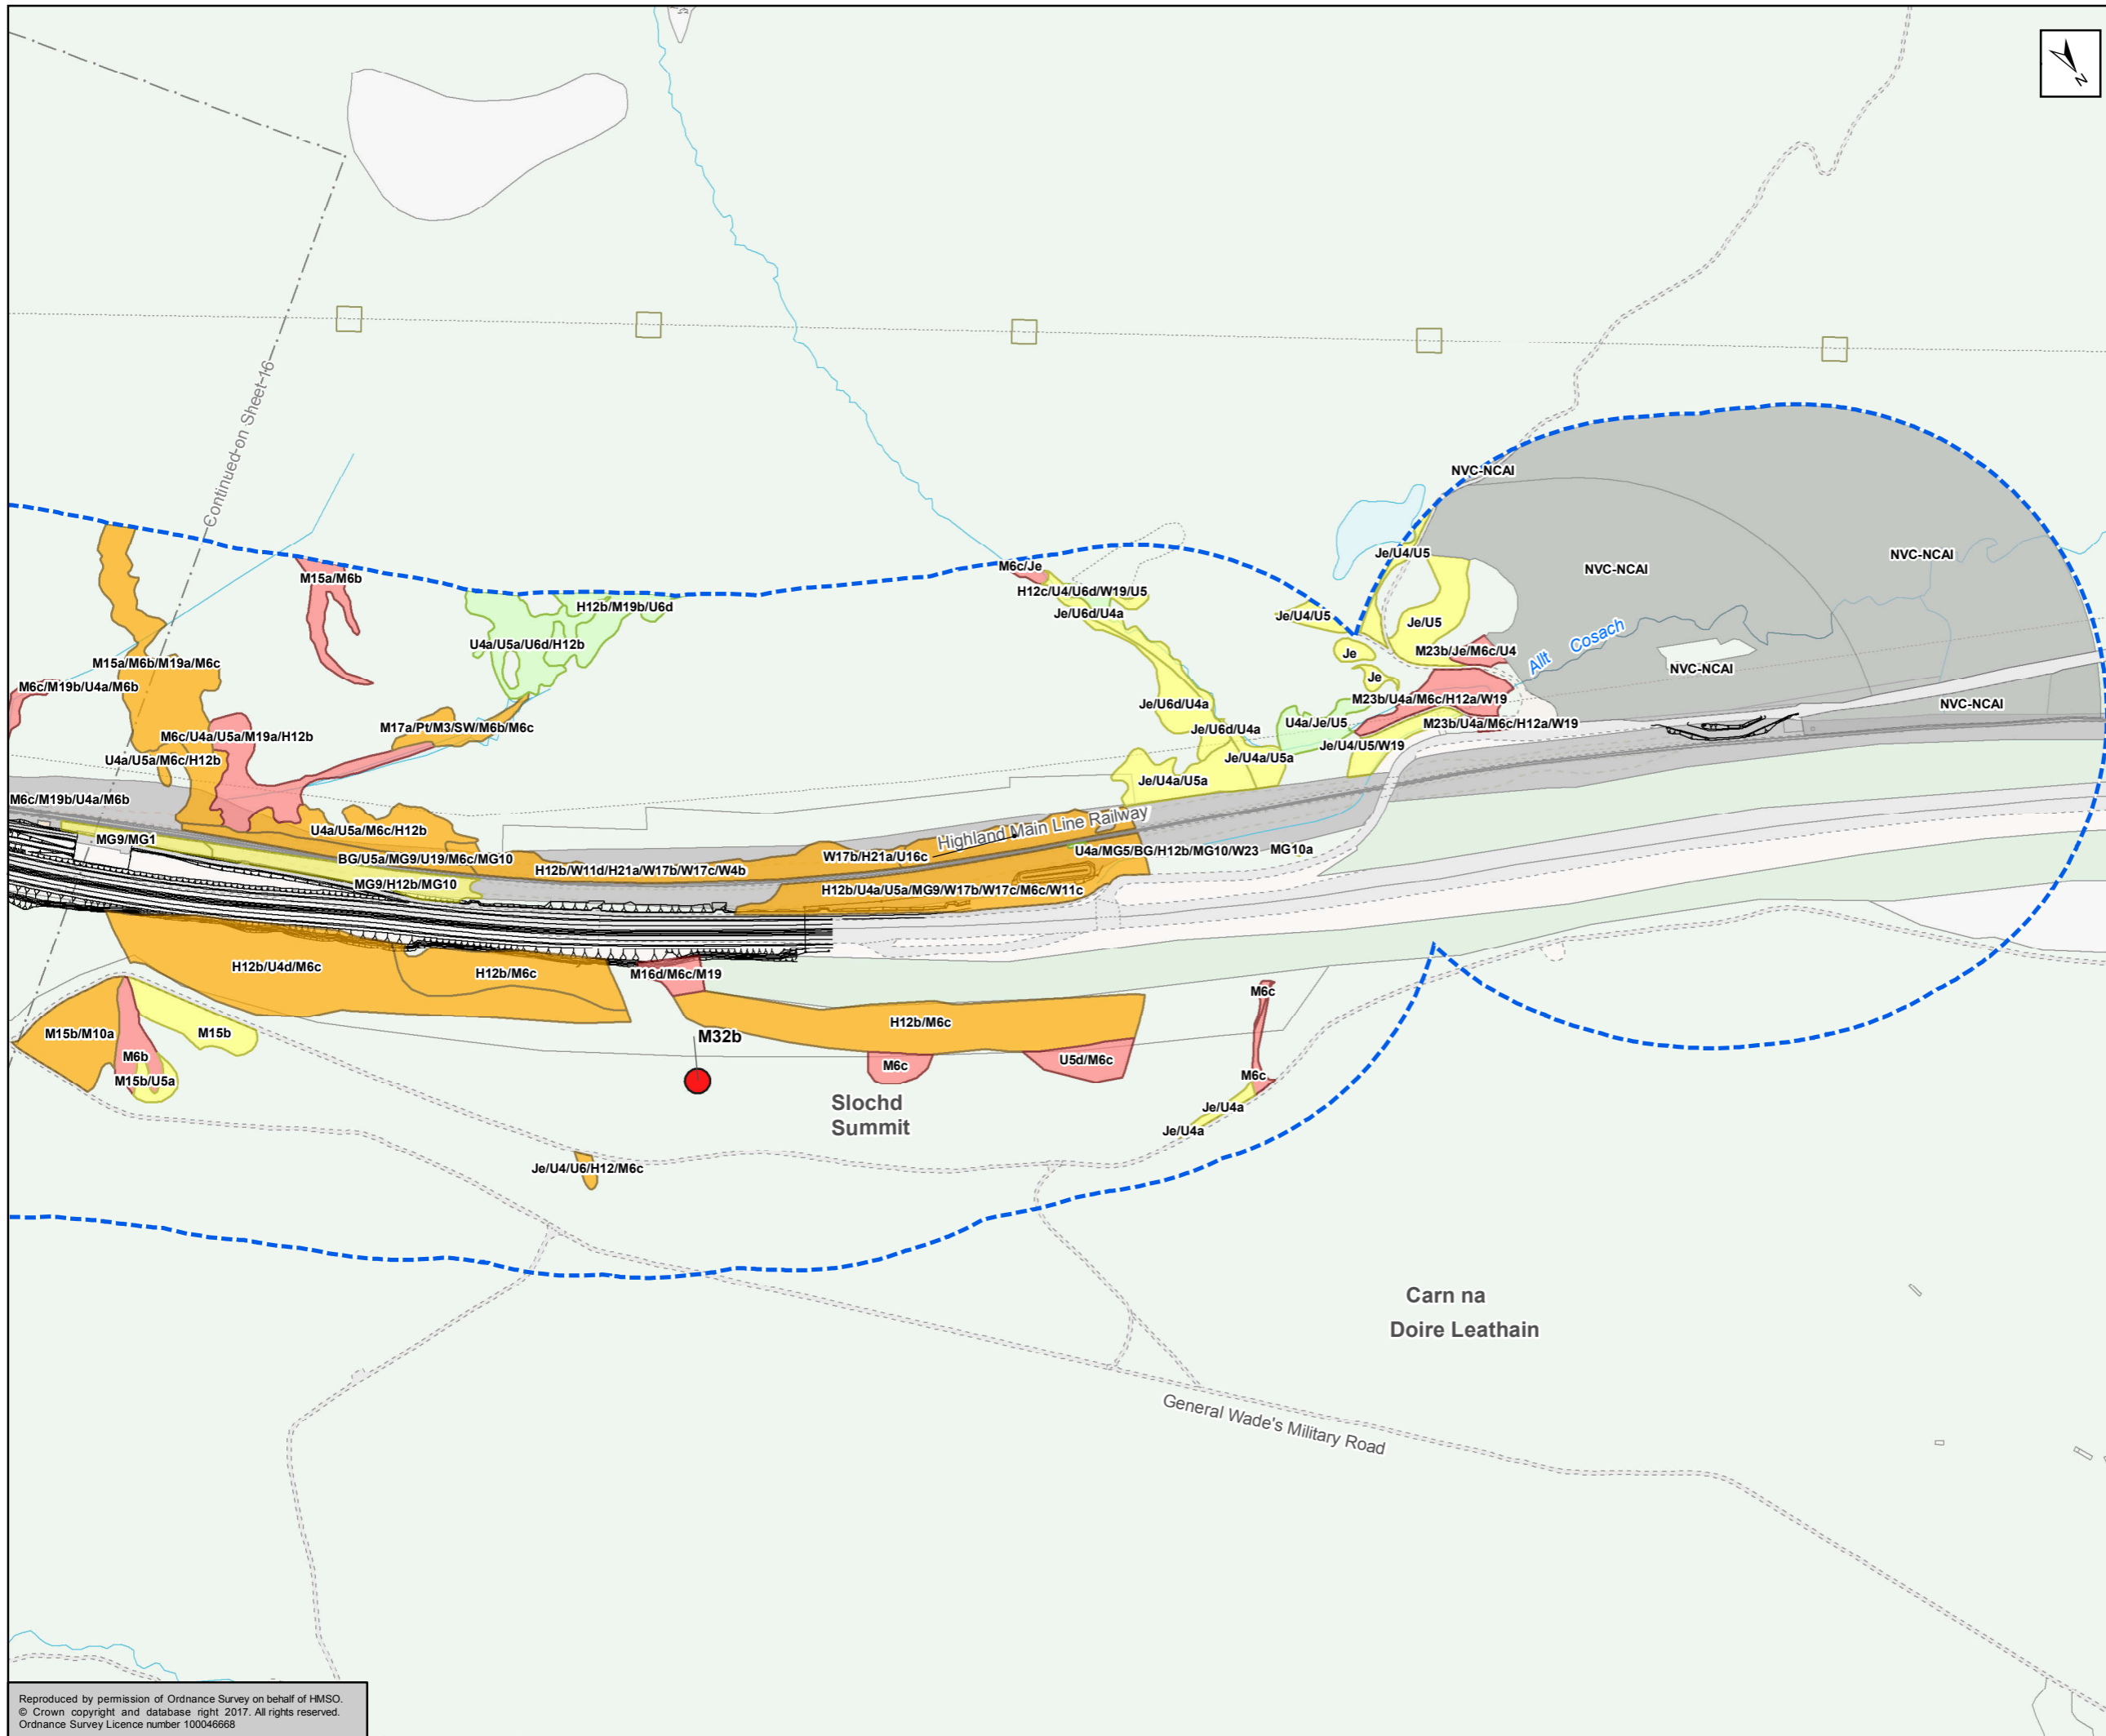 N
Continued on Sheet 16
NVC-NCAI
NVC-NCAI
NVC-NCAI
Je/U4/U5
M15a/M6b
M6c/Je
H12c/U4/U6d/W19/U5
H12b/M19b/U6d
Je/U6d/U4a
Je/U4/U5
Je/U5
Allt Cosach
U4a/U5a/U6d/H12b
Je
M23b/Je/M6c/U4
M15a/M6b/M19a/M6c
NVC-NCAI
Je
M6c/M19b/U4a/M6b
M23b/U4a/M6c/H12a/W19
Je/U6d/U4a
NVC-NCAI
M17a/Pt/M3/SW/M6b/M6c
U4a/Je/U5
M23b/U4a/M6c/H12a/W19
Je/U6d/U4a
M6c/U4a/U5a/M19a/H12b
Je/U4/U5/W19
U4a/U5a/M6c/H12b
Je/U4a/U5a
Je/U4a/U5a
M6c/M19b/U4a/M6b
Highland Main Line Railway
U4a/U5a/M6c/H12b
MG9/MG1
BG/U5a/MG9/U19/M6c/MG10
W17b/H21a/U16c
U4a/MG5/BG/H12b/MG10/W23
MG10a
H12b/W11d/H21a/W17b/W17c/W4b
MG9/H12b/MG10
H12b/U4a/U5a/MG9/W17b/W17c/M6c/W11c
H12b/U4d/M6c
H12b/M6c
M16d/M6c/M19
M6c
H12b/M6c
M15b/M10a
M15b
M32b
M6b
M6c
U5d/M6c
M15b/U5a
M6c
Slochd
Summit
Je/U4a
Je/U4a
Je/U4/U6/H12/M6c
Carn na
Doire Leathain
General Wade's Military Road
Reproduced by permission of Ordnance Survey on behalf of HMSO.
© Crown copyright and database right 2017. All rights reserved.
Ordnance Survey Licence number 100046668